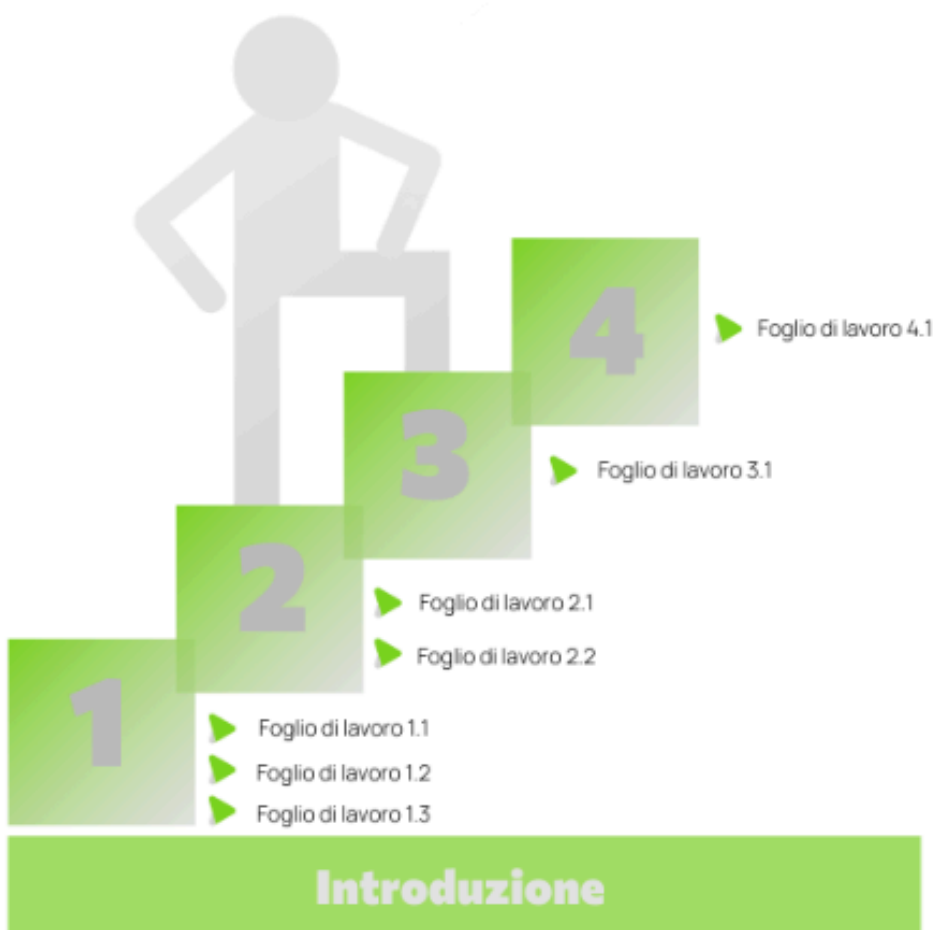 4
Foglio di lavoro 4.1
3
Foglio di lavoro 3.1
2
Foglio di lavoro 2.1
Foglio di lavoro 2.2
1
Foglio di lavoro 1.1
Foglio di lavoro 1.2
Foglio di lavoro 1.3
Introduzione